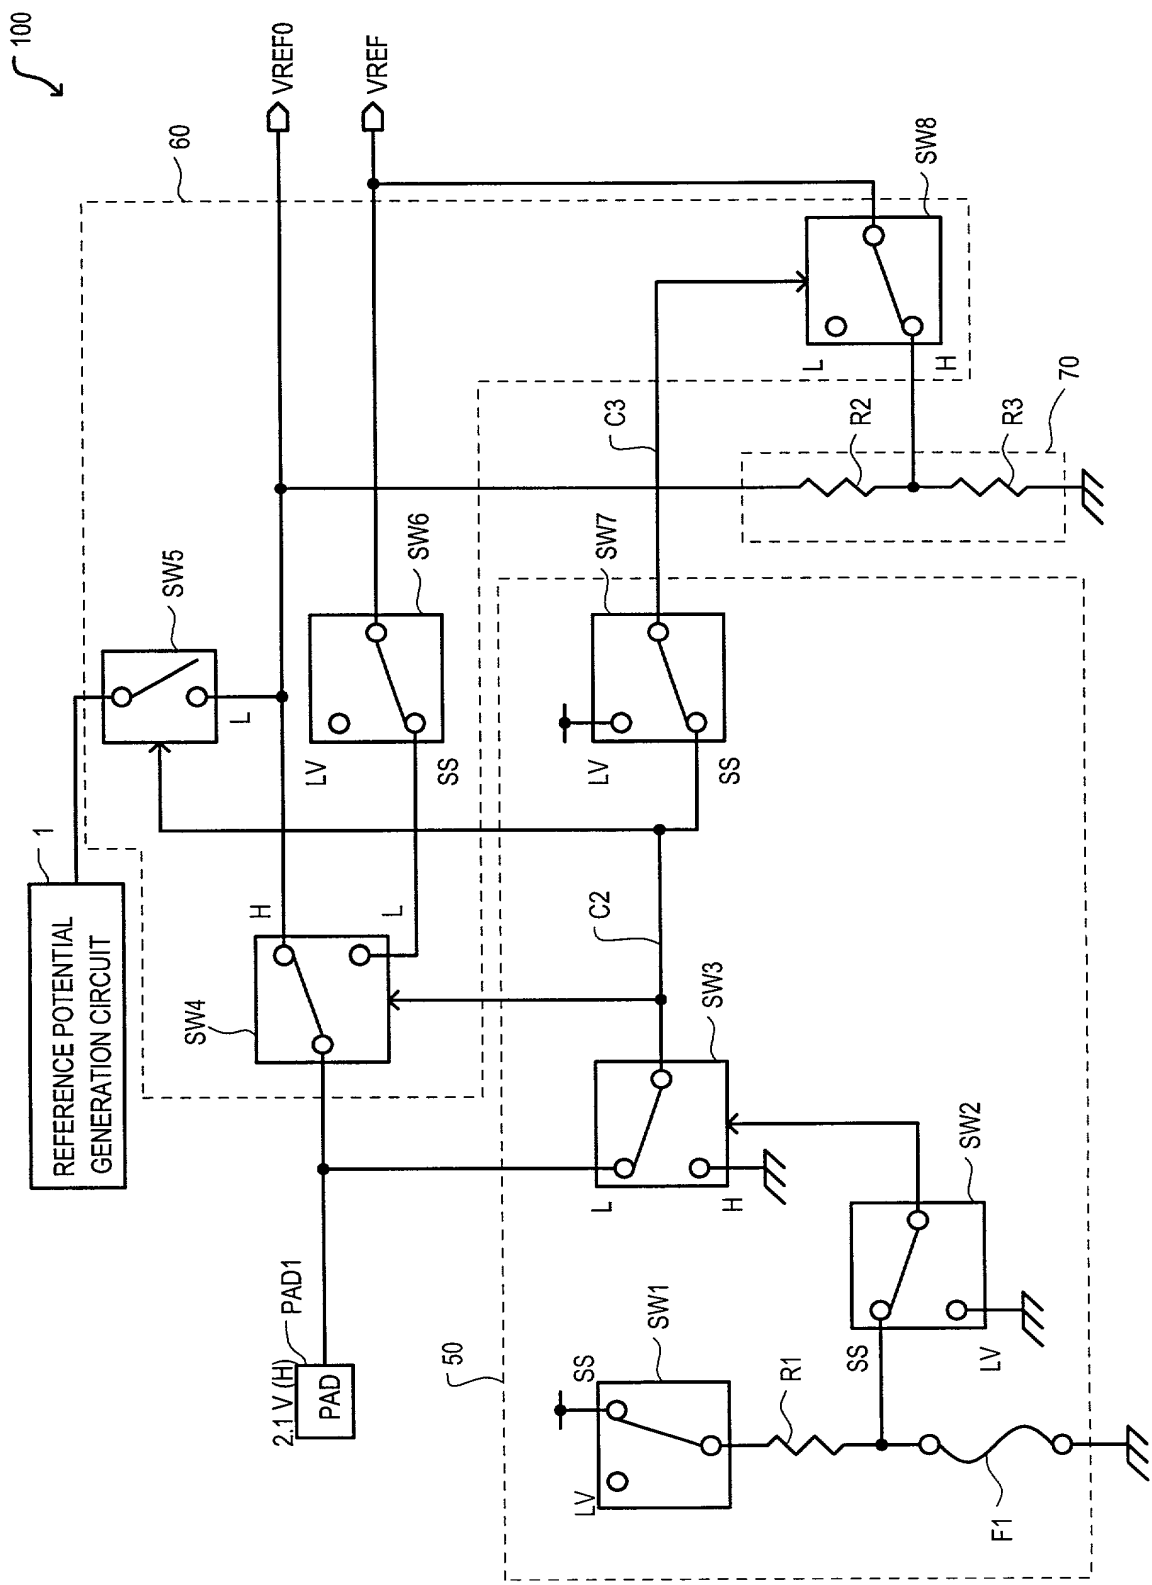 100
VREF0
VREF
60
SW5
L
SW6
LV
SS
1
REFERENCE POTENTIAL
GENERATION CIRCUIT
H
L
SW4
SW8
L
H
C3
70
R2
R3
SW7
LV
SS
C2
SW3
L
H
SW2
SS
LV
2.1 V (H)
PAD1
PAD
50
SW1
SS
LV
R1
F1